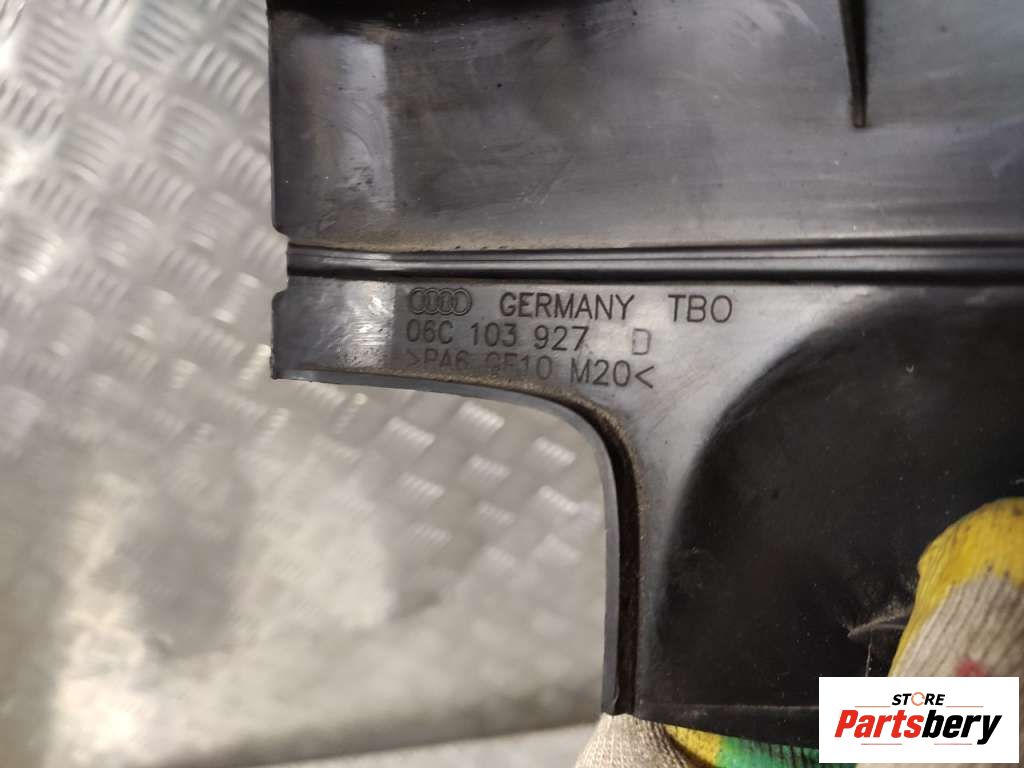 GERMANY TBO
06C 103 927 D
>PA6 GF10 M20<
STORE
Partsbery